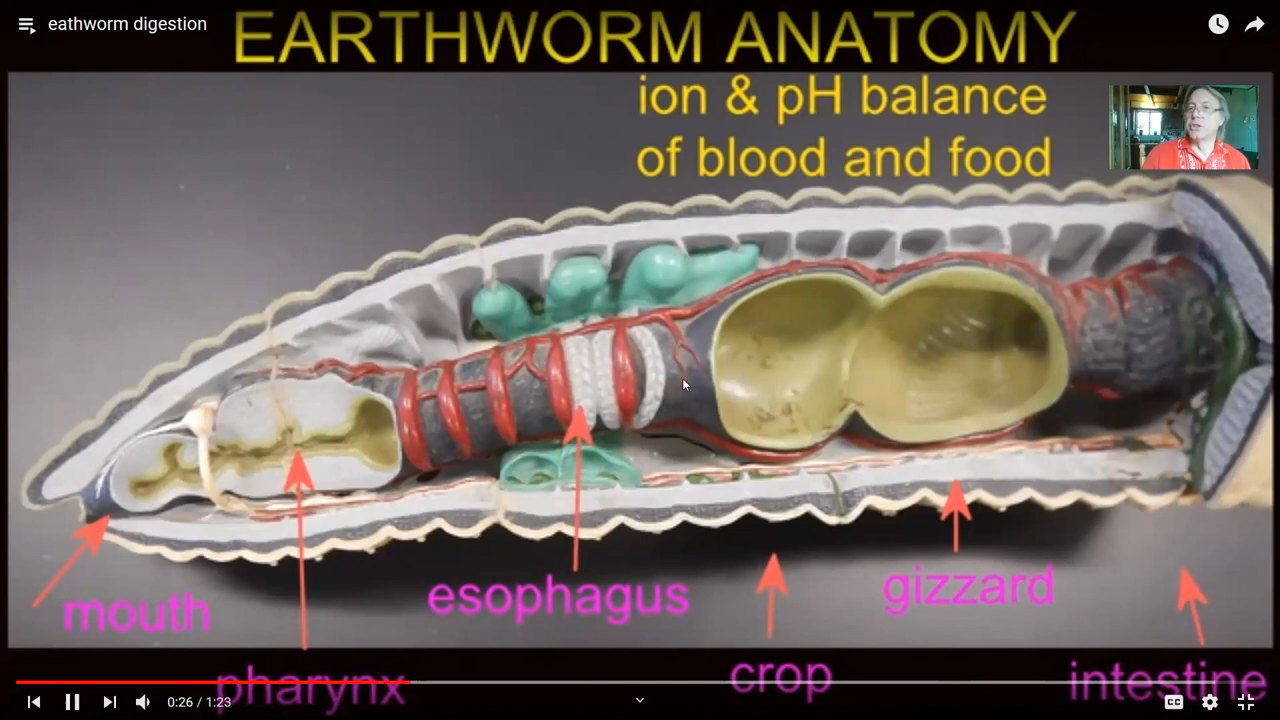 eathworm digestion
EARTHWORM ANATOMY
ion & pH balance
of blood and food
mouth
esophagus
gizzard
pharynx
crop
intestine
0:26 / 1:23
CC